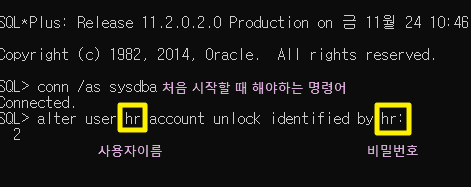 SQL*Plus: Release 11.2.0.2.0 Production on 금 11월 24 10:46
Copyright (c) 1982, 2014, Oracle.  All rights reserved.
SQL> conn /as sysdba 처음 시작할 때 해야하는 명령어
Connected.
SQL> alter user hr account unlock identified by hr:
2
사용자이름 비밀번호